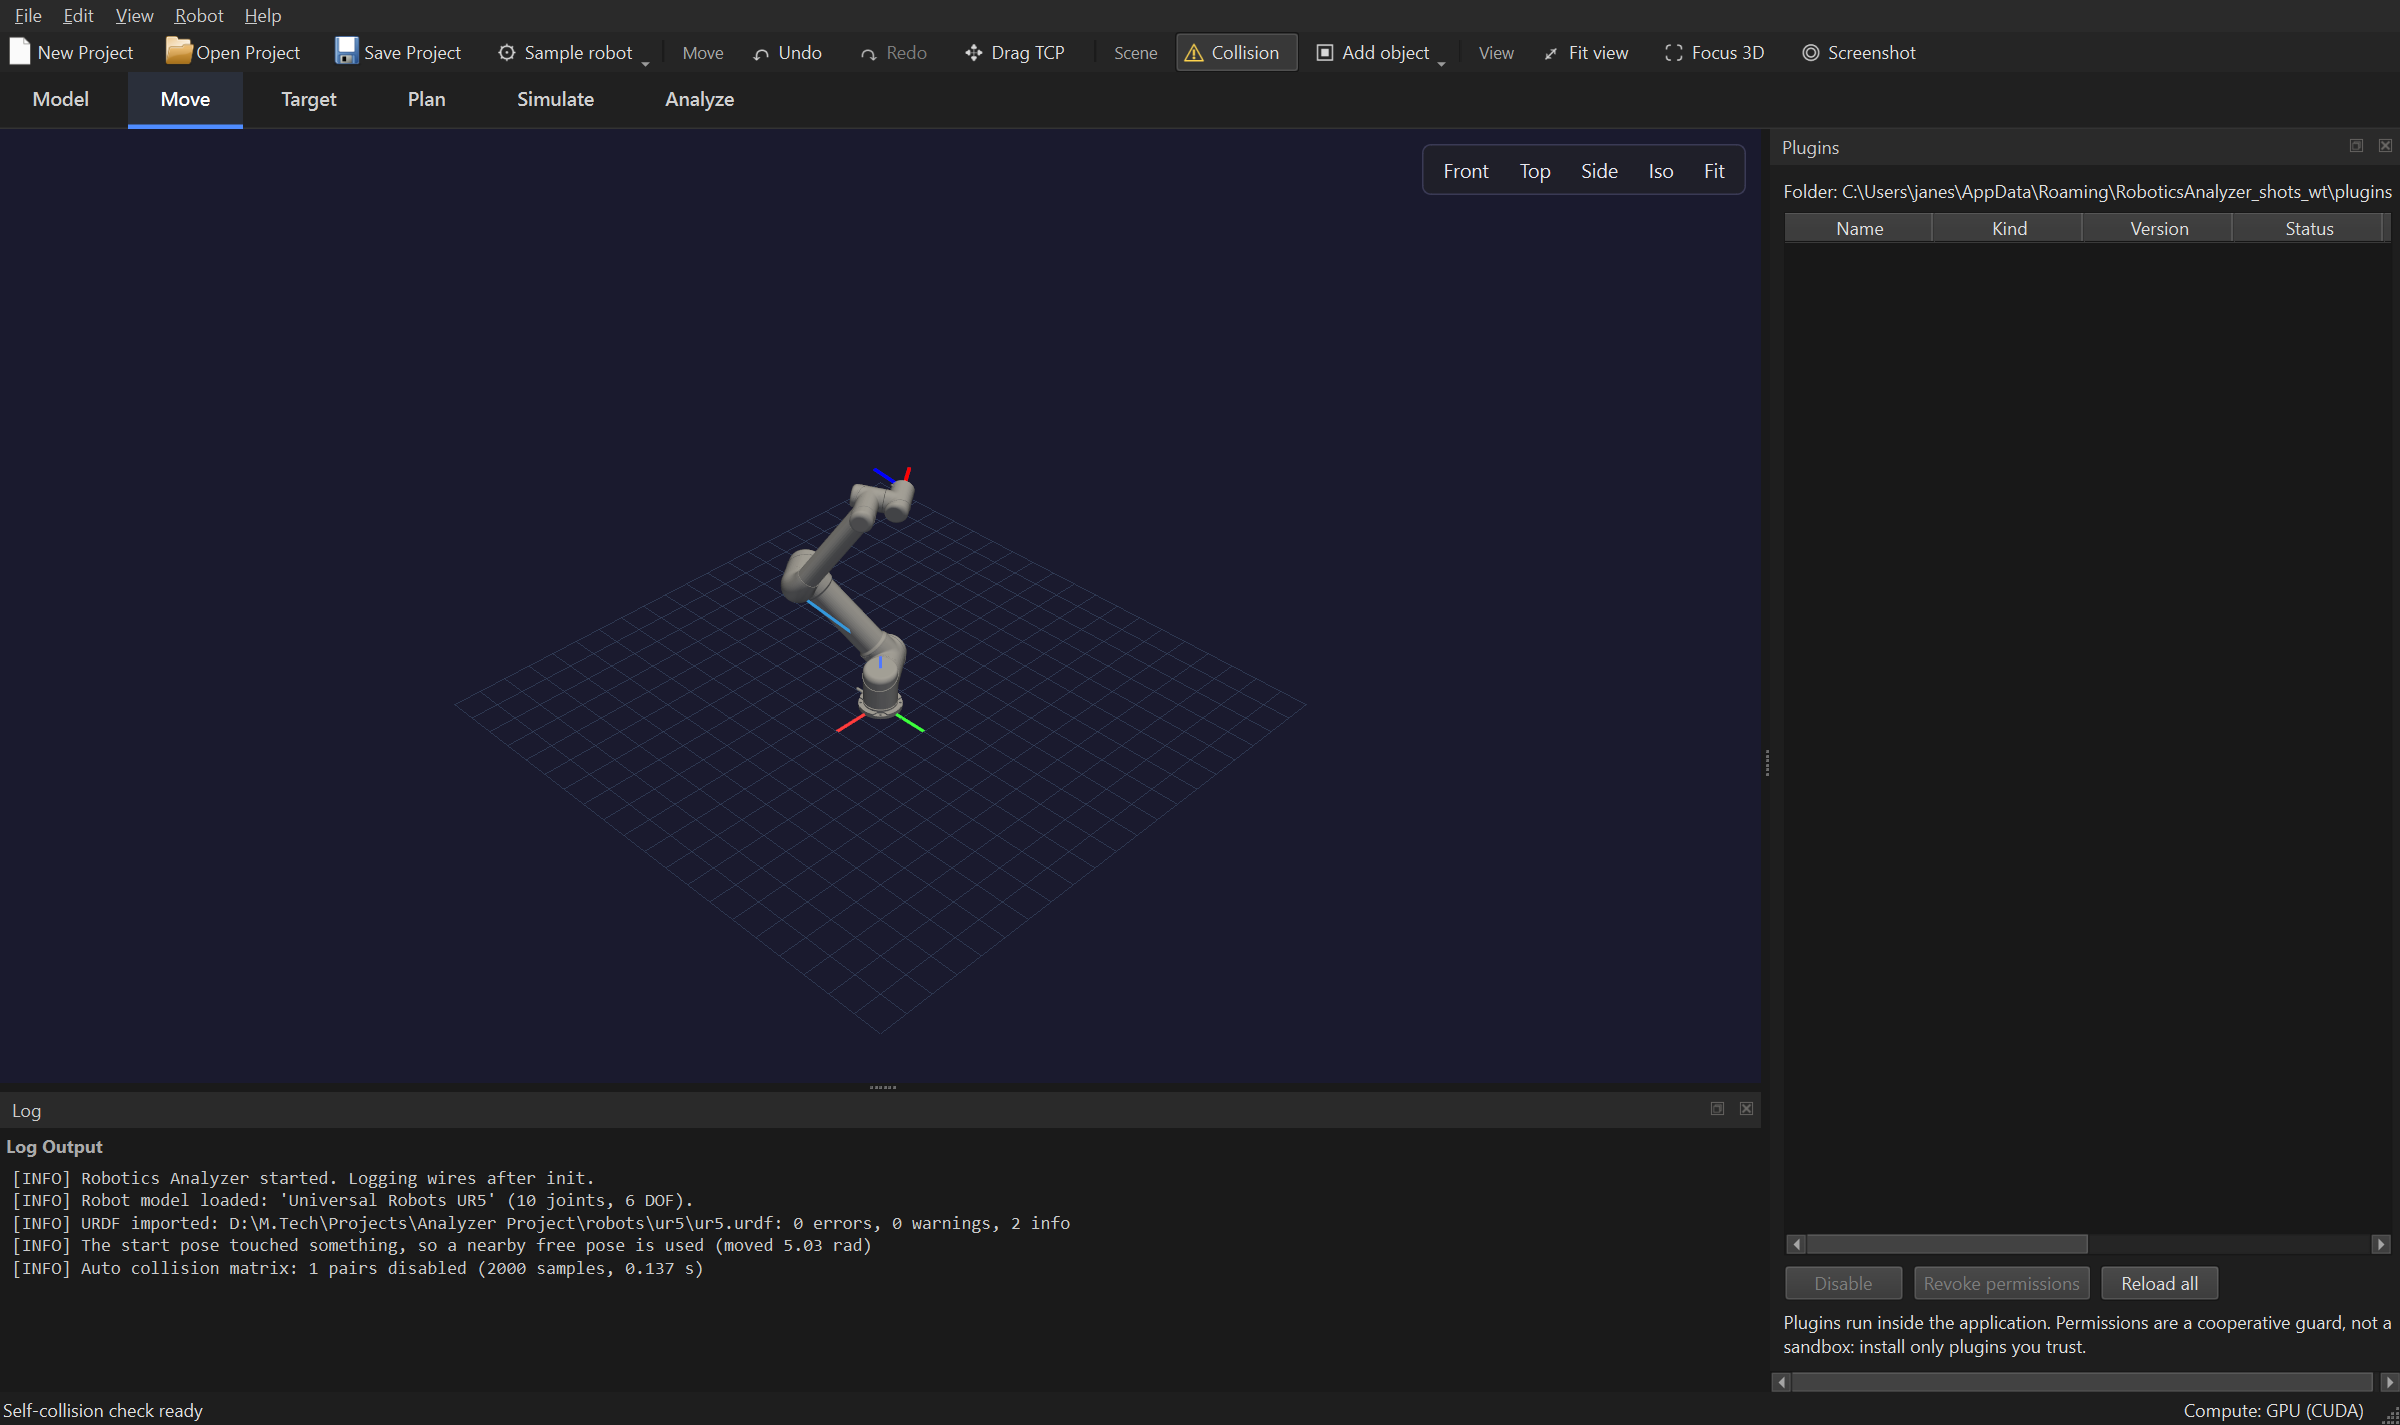 File Edit View Robot Help
New Project Open Project Save Project Sample robot Move Undo Redo Drag TCP Scene Collision Add object View Fit view Focus 3D Screenshot
Model Move Target Plan Simulate Analyze
Front Top Side Iso Fit
Plugins
Folder: C:\Users\janes\AppData\Roaming\RoboticsAnalyzer_shots_wt\plugins
Name Kind Version Status
Disable Revoke permissions Reload all
Plugins run inside the application. Permissions are a cooperative guard, not a
sandbox: install only plugins you trust.
Log
Log Output
[INFO] Robotics Analyzer started. Logging wires after init.
[INFO] Robot model loaded: 'Universal Robots UR5' (10 joints, 6 DOF).
[INFO] URDF imported: D:\M.Tech\Projects\Analyzer Project\robots\ur5\ur5.urdf: 0 errors, 0 warnings, 2 info
[INFO] The start pose touched something, so a nearby free pose is used (moved 5.03 rad)
[INFO] Auto collision matrix: 1 pairs disabled (2000 samples, 0.137 s)
Self-collision check ready
Compute: GPU (CUDA)